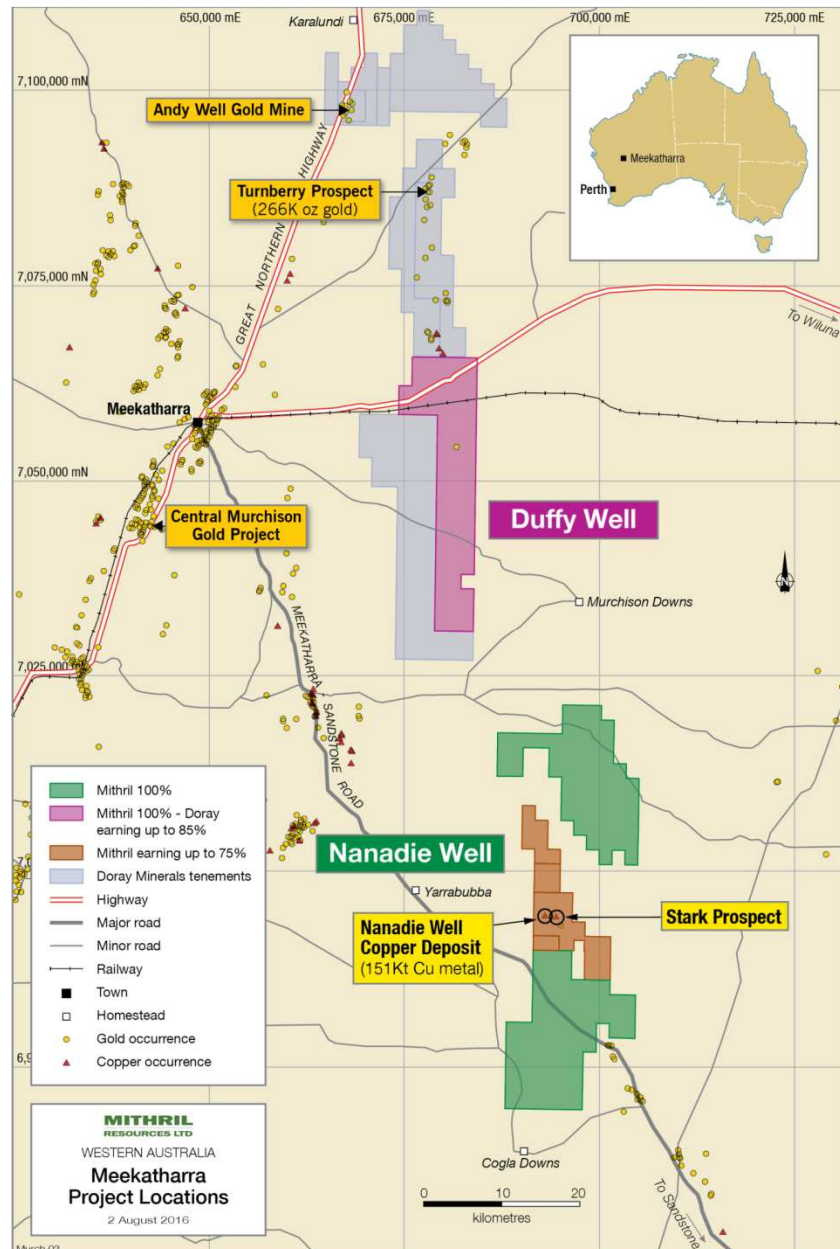 650,000 mE
675,000 mE
700,000 mE
725,000 mE
Karalundi
7,100,000 mN
Andy Well Gold Mine
Meekatharra
Perth
Turnberry Prospect
(266K oz gold)
GREAT NORTHERN HIGHWAY
7,075,000 mN
To Wiluna
Meekatharra
7,050,000 mN
Central Murchison
Gold Project
Duffy Well
N
Murchison Downs
MEEKATHARRA SANDSTONE ROAD
7,025,000 mN
Mithril 100%
Mithril 100% - Doray
earning up to 85%
Mithril earning up to 75%
Doray Minerals tenements
Highway
Major road
Minor road
Railway
Town
Homestead
Gold occurrence
Copper occurrence
7,0
Nanadie Well
Yarrabubba
Nanadie Well
Copper Deposit
(151Kt Cu metal)
Stark Prospect
6,9
MITHRIL
RESOURCES LTD
WESTERN AUSTRALIA
Meekatharra
Project Locations
2 August 2016
Cogla Downs
0 10 20
kilometres
To Sandstone